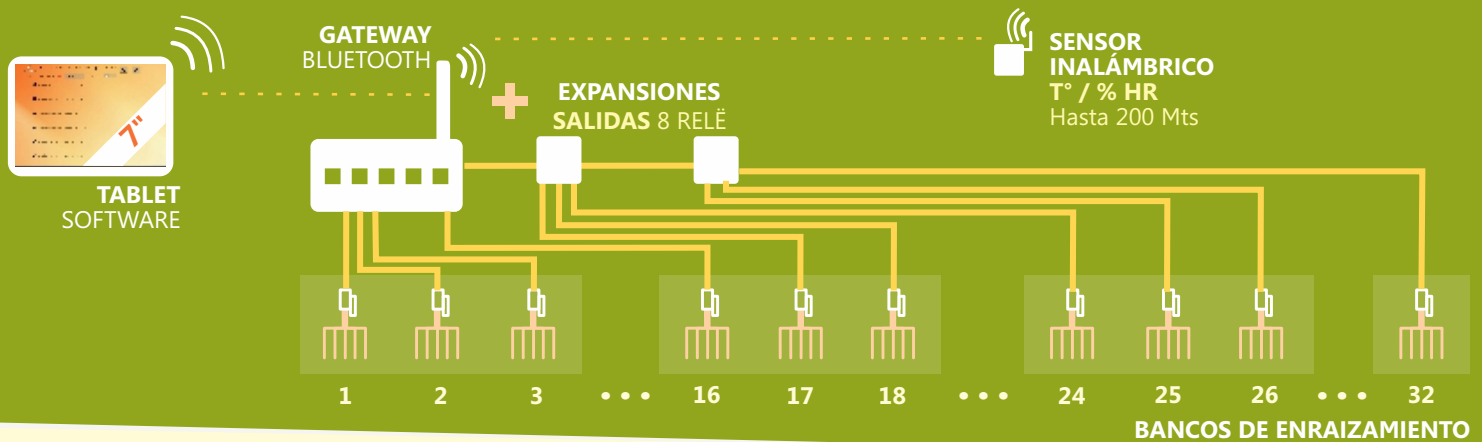 GATEWAY
BLUETOOTH
SENSOR
INALÁMBRICO
T° / % HR
Hasta 200 Mts
EXPANSIONES
SALIDAS 8 RELË
7"
TABLET
SOFTWARE
1 2 3 ••• 16 17 18 ••• 24 25 26 ••• 32
BANCOS DE ENRAIZAMIENTO